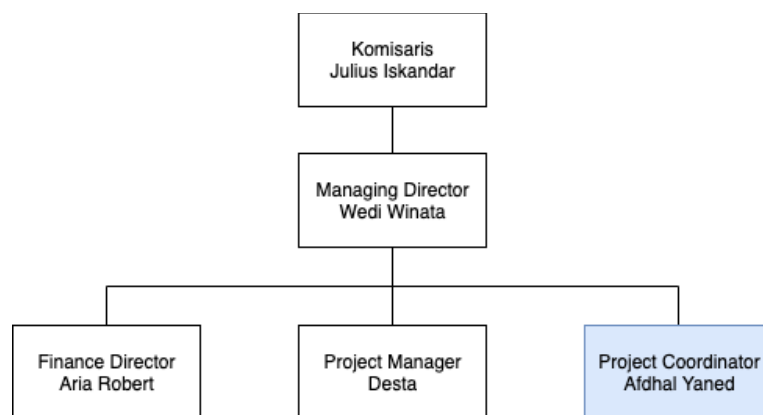 Komisaris
Julius Iskandar
Managing Director
Wedi Winata
Finance Director
Aria Robert
Project Manager
Desta
Project Coordinator
Afdhal Yaned